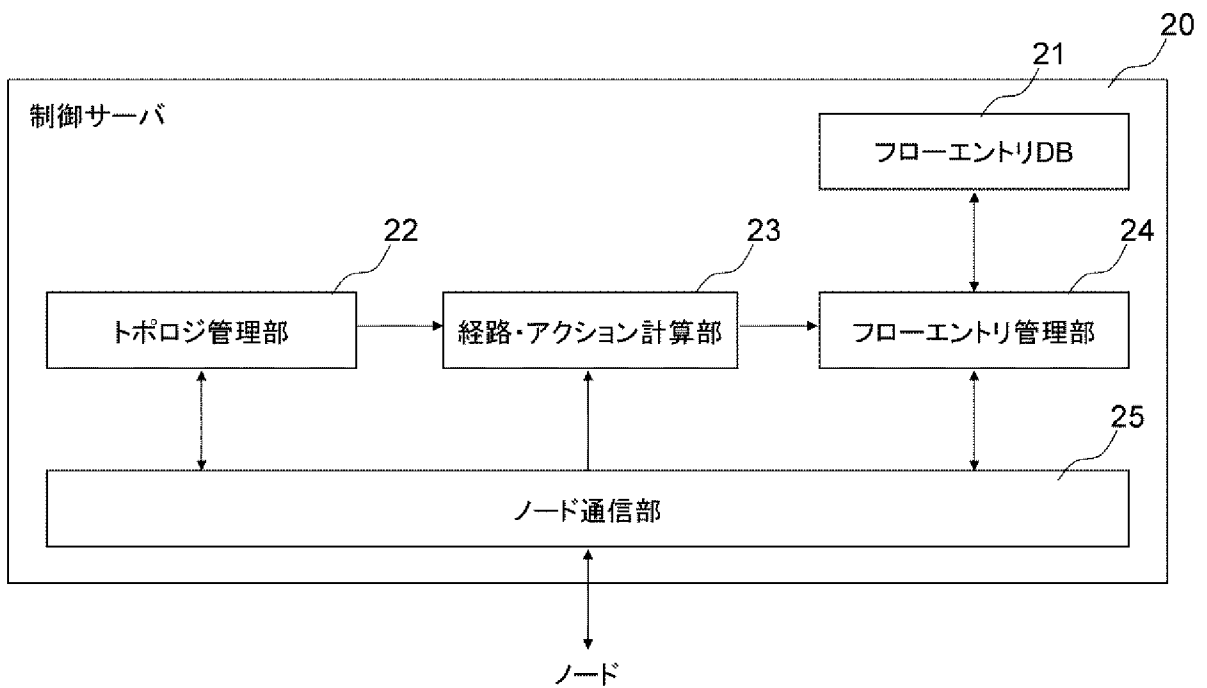 20
21
制御サーバ
フローエントリDB
22
23
24
トポロジ管理部
経路・アクション計算部
フローエントリ管理部
25
ノード通信部
ノード